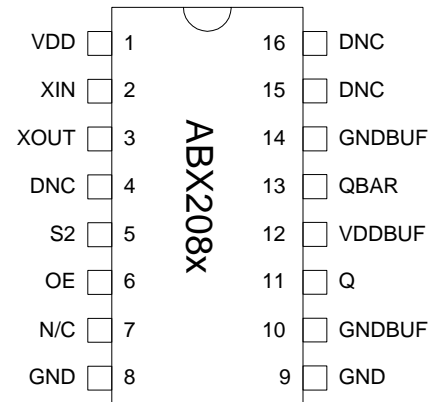 VDD 1 16 DNC
XIN 2 15 DNC
XOUT 3 14 GNDBUF
DNC 4 13 QBAR
S2 5 12 VDDBUF
OE 6 11 Q
N/C 7 10 GNDBUF
GND 8 9 GND
ABX208x